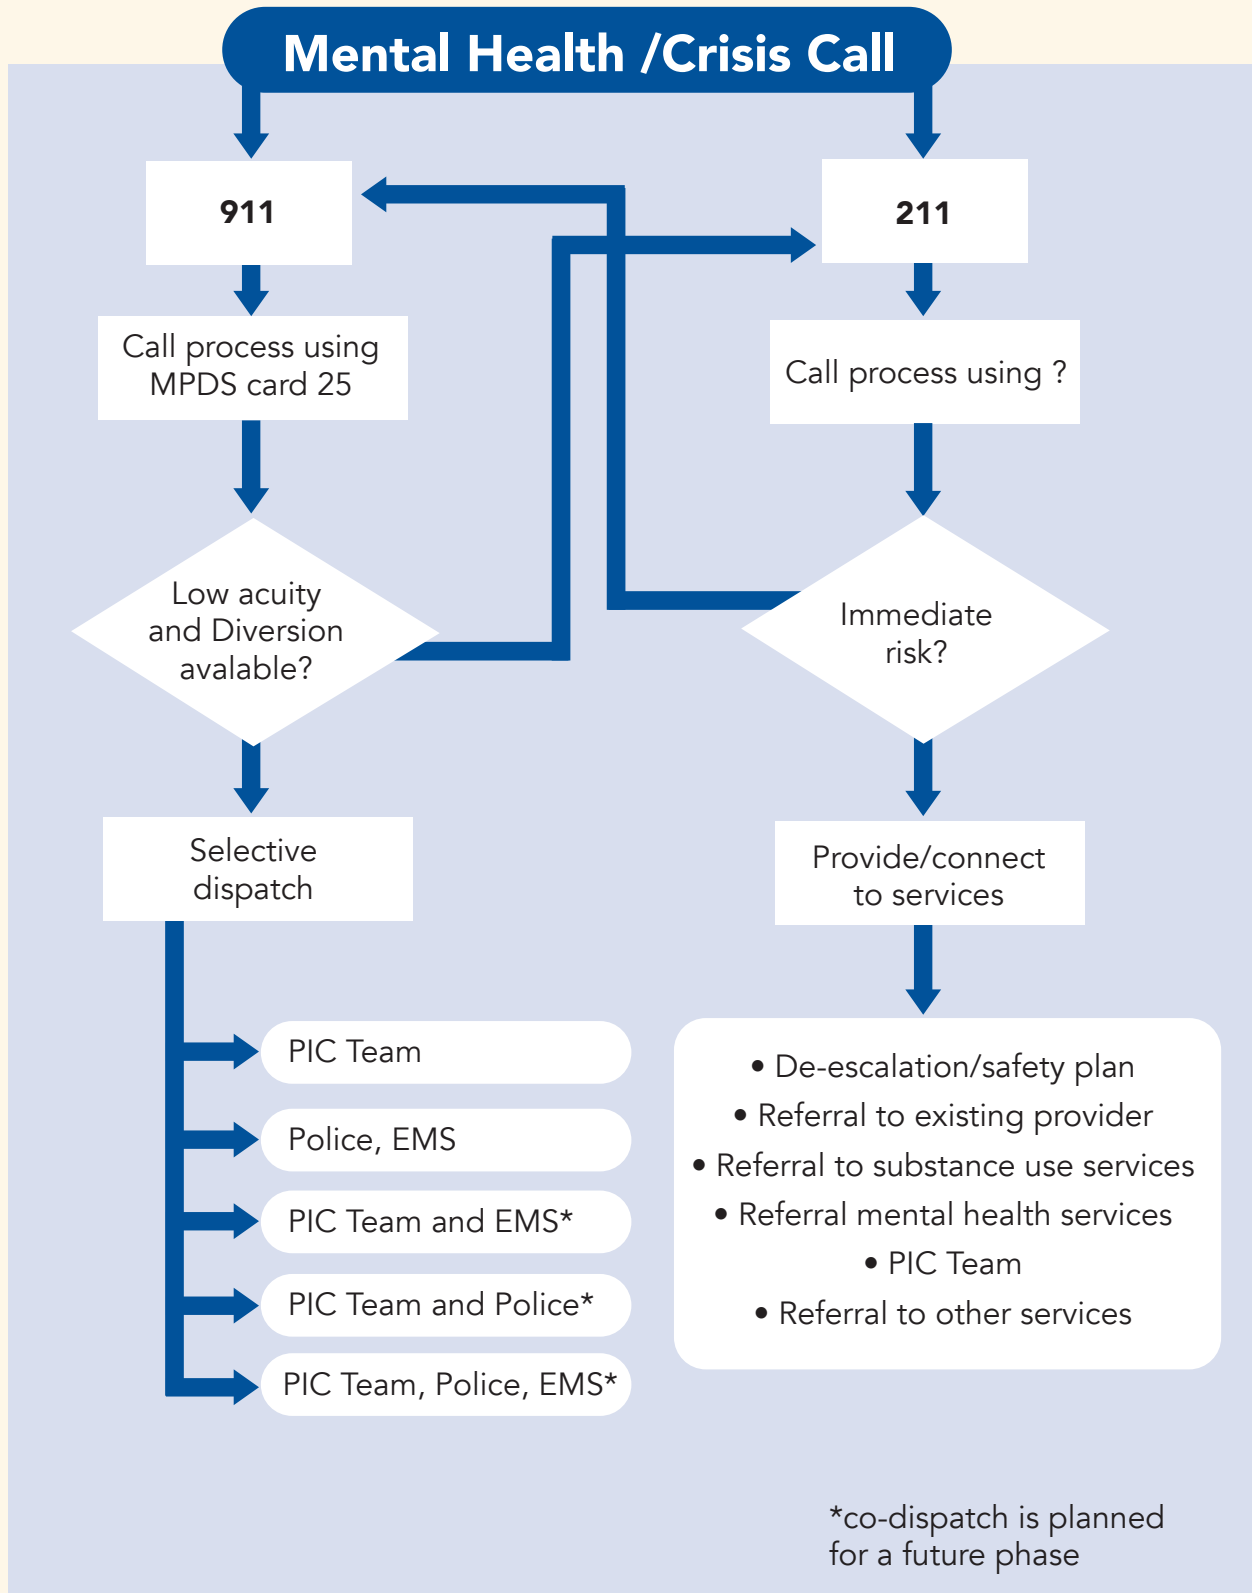 Mental Health /Crisis Call
911
211
Call process using
MPDS card 25
Call process using ?
Low acuity
and Diversion
avalable?
Immediate
risk?
Selective
dispatch
Provide/connect
to services
PIC Team
Police, EMS
PIC Team and EMS*
PIC Team and Police*
PIC Team, Police, EMS*
• De-escalation/safety plan
• Referral to existing provider
• Referral to substance use services
• Referral mental health services
• PIC Team
• Referral to other services
*co-dispatch is planned
for a future phase